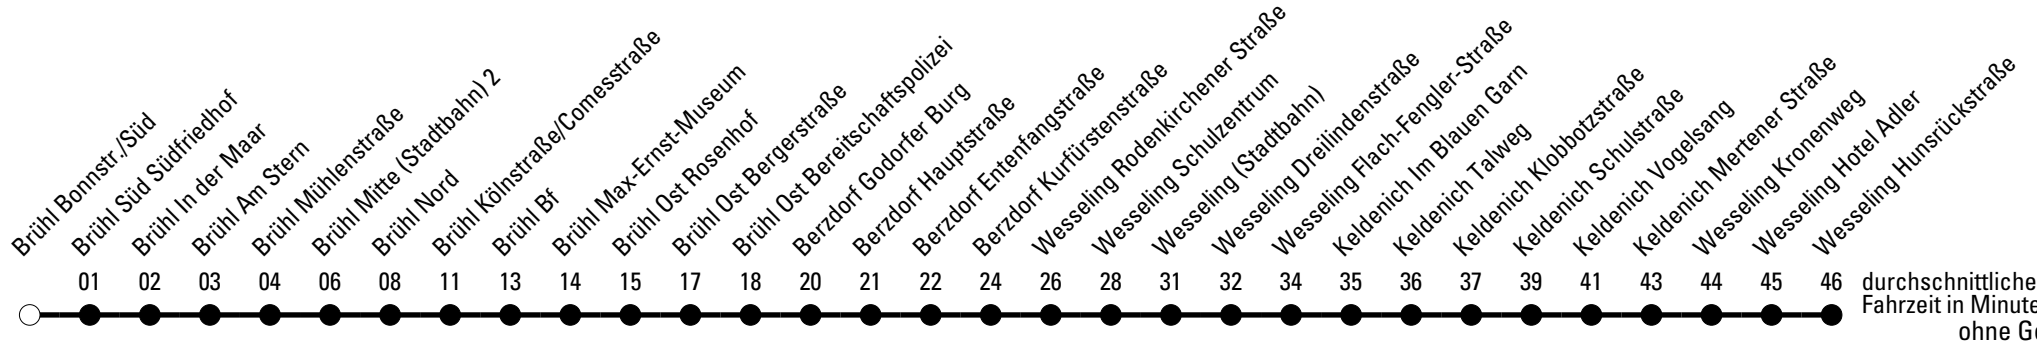 Brühl Bonnstr./Süd
Brühl Süd Südfriedhof
Brühl In der Maar
Brühl Am Stern
Brühl Mühlenstraße
Brühl Mitte (Stadtbahn) 2
Brühl Nord
Brühl Kölnstraße/Comesstraße
Brühl Bf
Brühl Max-Ernst-Museum
Brühl Ost Rosenhof
Brühl Ost Bergerstraße
Brühl Ost Bereitschaftspolizei
Berzdorf Godorfer Burg
Berzdorf Hauptstraße
Berzdorf Entenfangstraße
Berzdorf Kurfürstenstraße
Wesseling Rodenkirchener Straße
Wesseling Schulzentrum
Wesseling (Stadtbahn)
Wesseling Dreilindenstraße
Wesseling Flach-Fengler-Straße
Keldenich Im Blauen Garn
Keldenich Talweg
Keldenich Klobbotzstraße
Keldenich Schulstraße
Keldenich Vogelsang
Keldenich Mertener Straße
Wesseling Kronenweg
Wesseling Hotel Adler
Wesseling Hunsrückstraße
01 02 03 04 06 08 11 13 14 15 17 18 20 21 22 24 26 28 31 32 34 35 36 37 39 41 43 44 45 46
durchschnittliche
Fahrzeit in Minute
ohne Ge